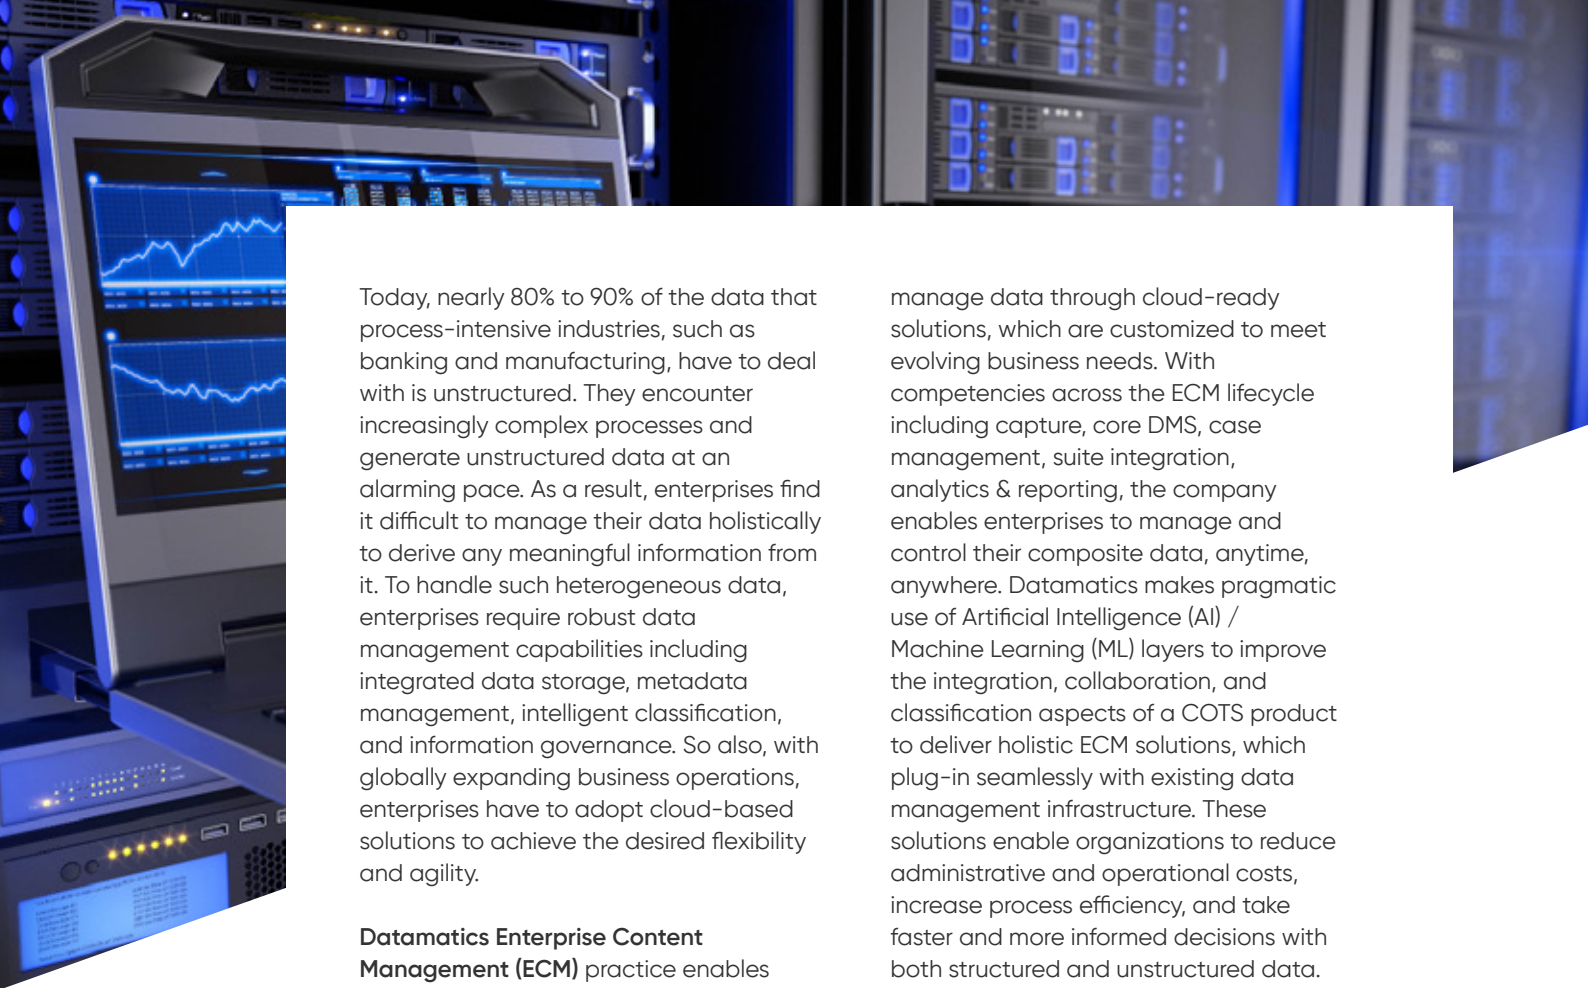 Today, nearly 80% to 90% of the data that
process-intensive industries, such as
banking and manufacturing, have to deal
with is unstructured. They encounter
increasingly complex processes and
generate unstructured data at an
alarming pace. As a result, enterprises find
it difficult to manage their data holistically
to derive any meaningful information from
it. To handle such heterogeneous data,
enterprises require robust data
management capabilities including
integrated data storage, metadata
management, intelligent classification,
and information governance. So also, with
globally expanding business operations,
enterprises have to adopt cloud-based
solutions to achieve the desired flexibility
and agility.
Datamatics Enterprise Content
Management (ECM) practice enables
manage data through cloud-ready
solutions, which are customized to meet
evolving business needs. With
competencies across the ECM lifecycle
including capture, core DMS, case
management, suite integration,
analytics & reporting, the company
enables enterprises to manage and
control their composite data, anytime,
anywhere. Datamatics makes pragmatic
use of Artificial Intelligence (AI) /
Machine Learning (ML) layers to improve
the integration, collaboration, and
classification aspects of a COTS product
to deliver holistic ECM solutions, which
plug-in seamlessly with existing data
management infrastructure. These
solutions enable organizations to reduce
administrative and operational costs,
increase process efficiency, and take
faster and more informed decisions with
both structured and unstructured data.